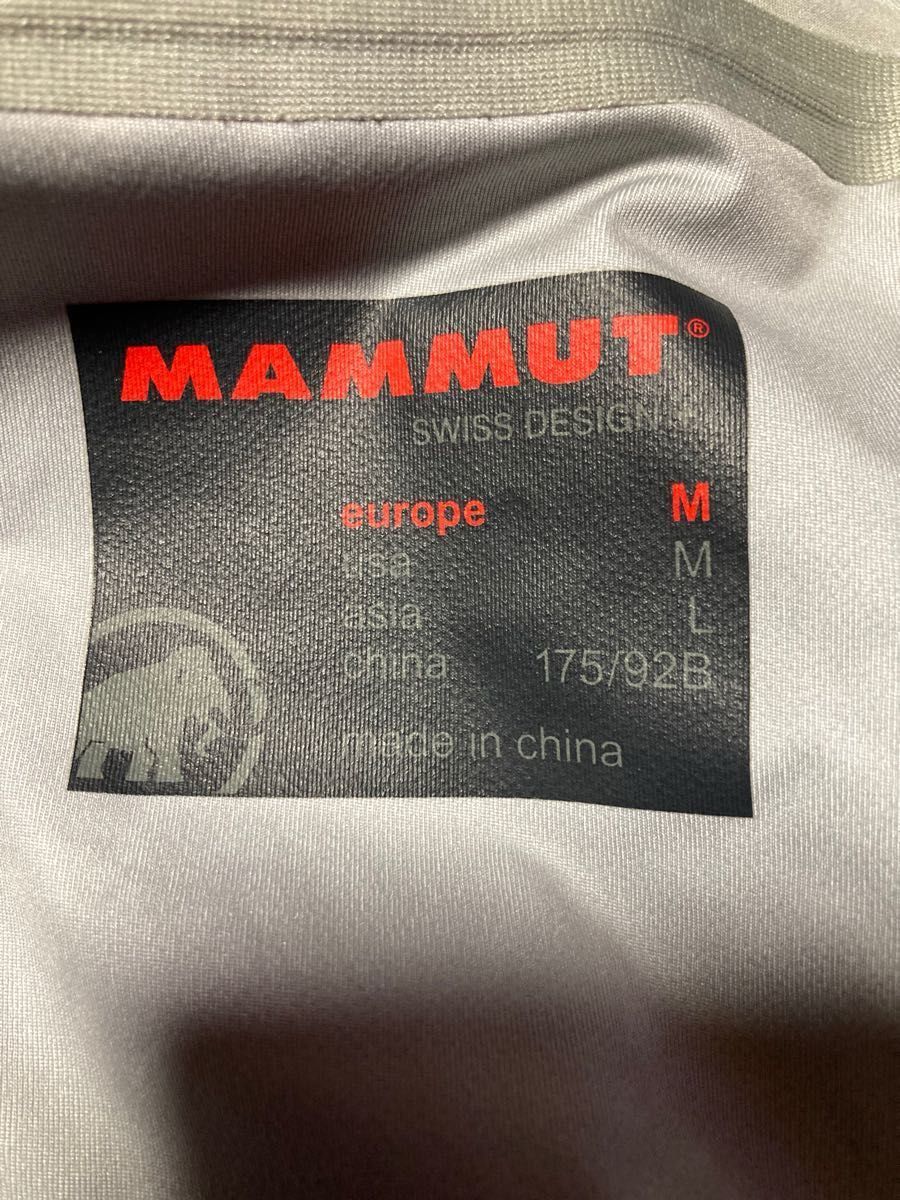 MAMMUT®
SWISS DESIGN +
europe M
usa M
asia L
china 175/92B
made in china